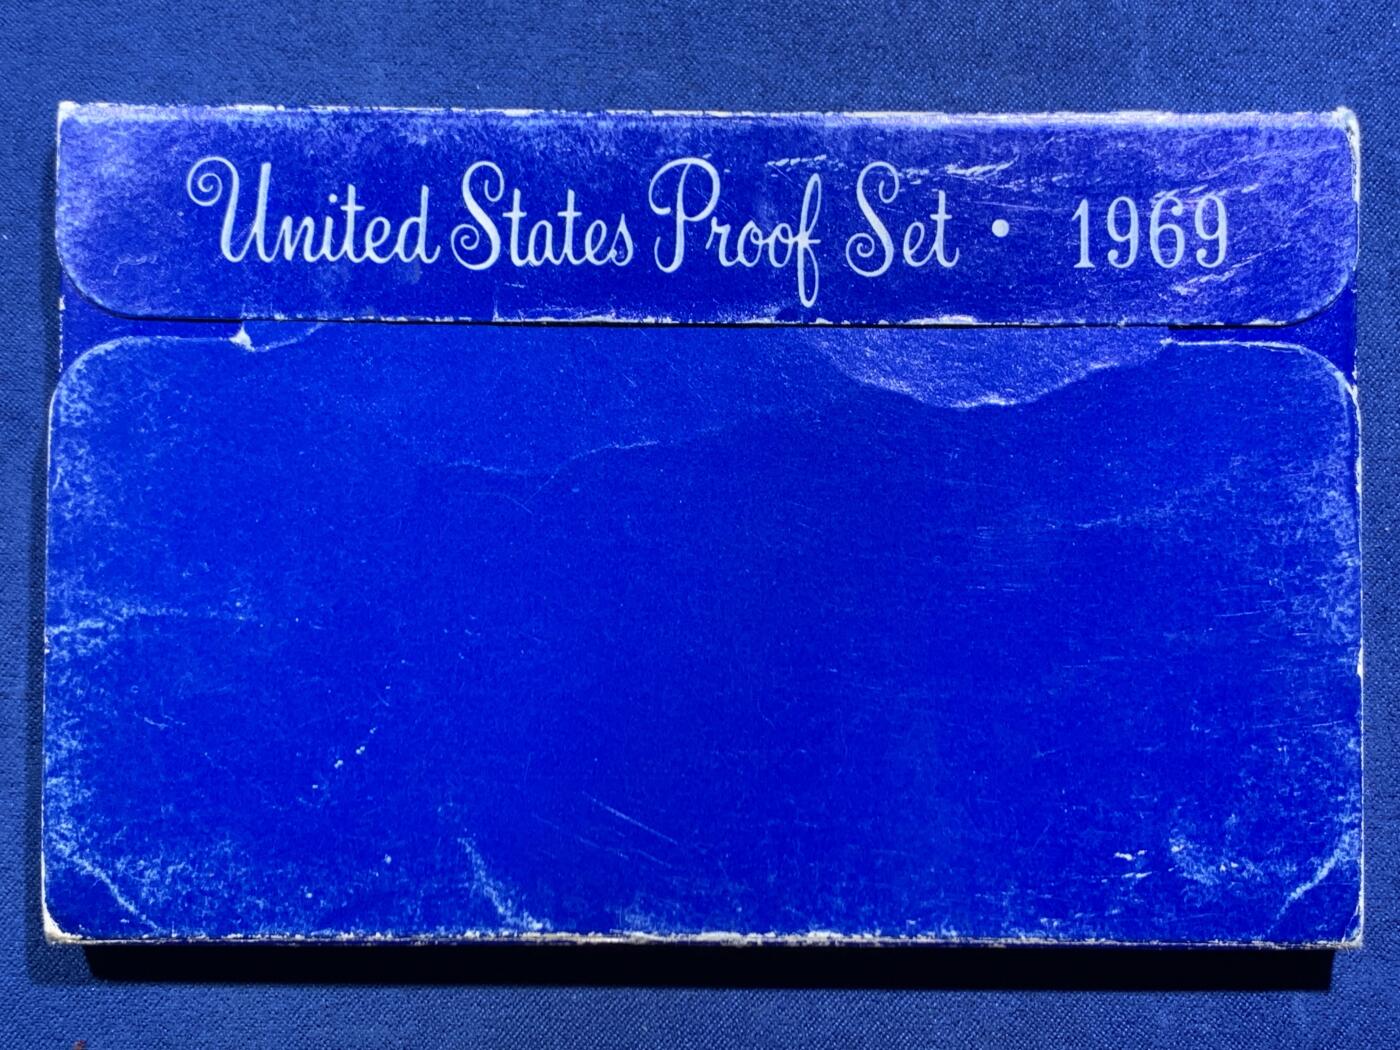 United States Proof Set • 1969